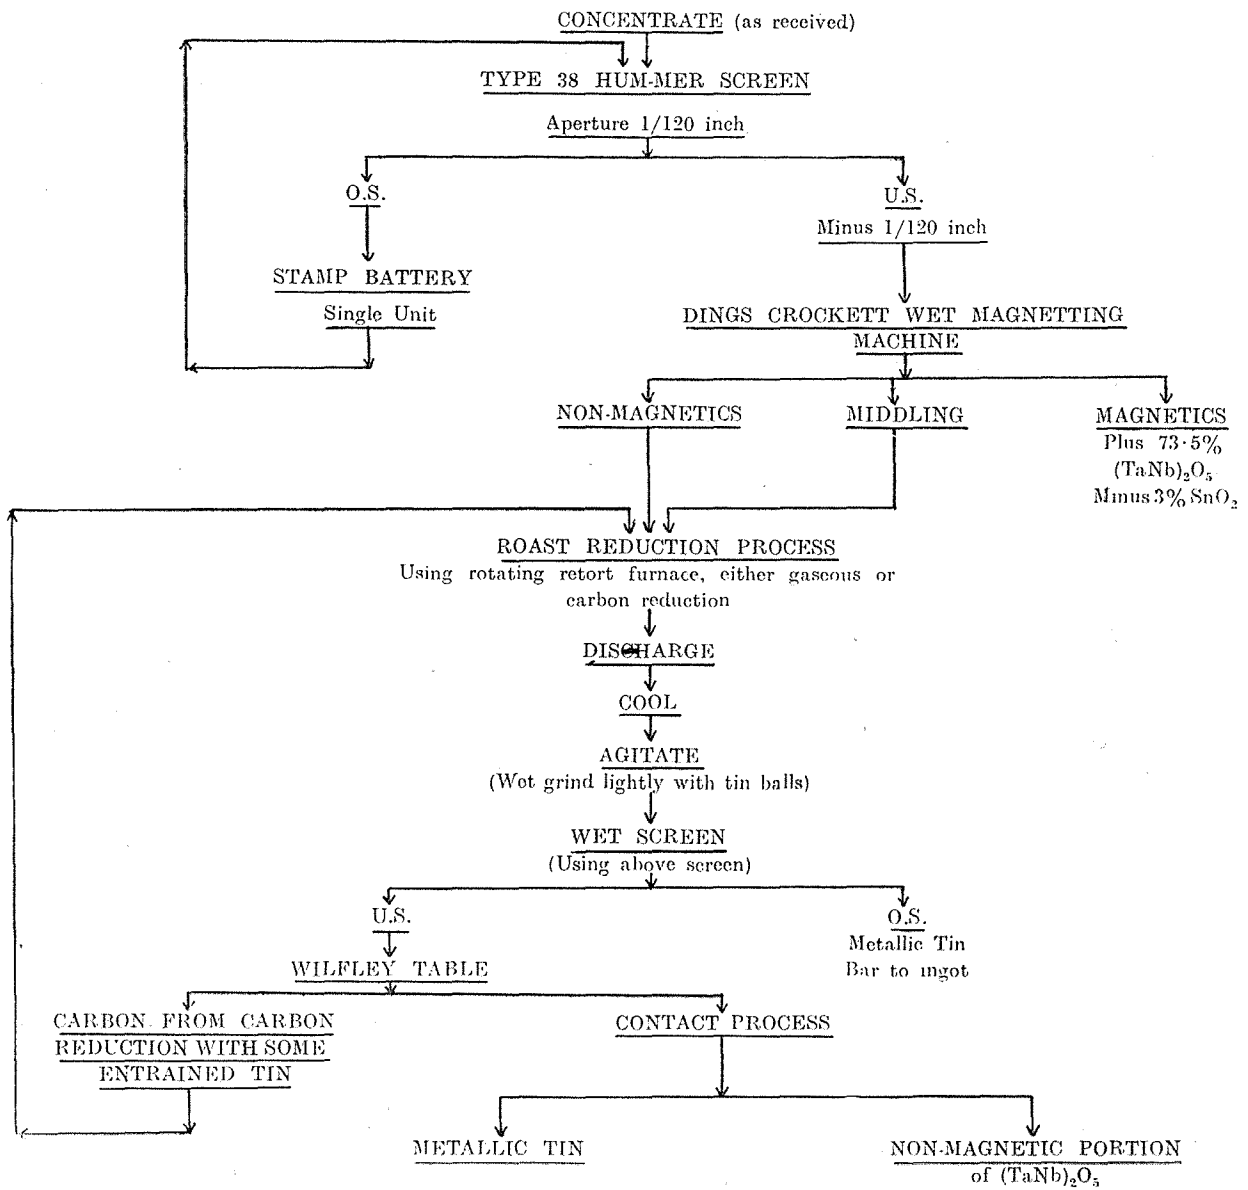 CONCENTRATE (as received)
TYPE 38 HUM-MER SCREEN
Aperture 1/120 inch
O.S.
U.S.
Minus 1/120 inch
STAMP BATTERY
Single Unit
DINGS CROCKETT WET MAGNETTING
MACHINE
NON-MAGNETICS
MIDDLING
MAGNETICS
Plus 73·5%
(TaNb)₂O₅
Minus 3% SnO₂
ROAST REDUCTION PROCESS
Using rotating retort furnace, either gaseous or
carbon reduction
DISCHARGE
COOL
AGITATE
(Wet grind lightly with tin balls)
WET SCREEN
(Using above screen)
U.S.
O.S.
Metallic Tin
Bar to ingot
WILFLEY TABLE
CARBON FROM CARBON
REDUCTION WITH SOME
ENTRAINED TIN
CONTACT PROCESS
METALLIC TIN
NON-MAGNETIC PORTION
of (TaNb)₂O₅